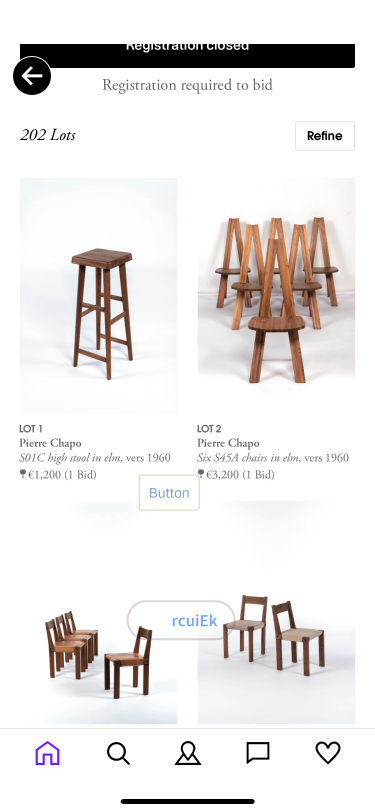 Registration closed
Registration required to bid
202 Lots
Refine
LOT 1
Pierre Chapo
S01C high stool in elm, vers 1960
€1,200 (1 Bid)
LOT 2
Pierre Chapo
Six S45A chairs in elm, vers 1960
€3,200 (1 Bid)
Button
rcuiEk